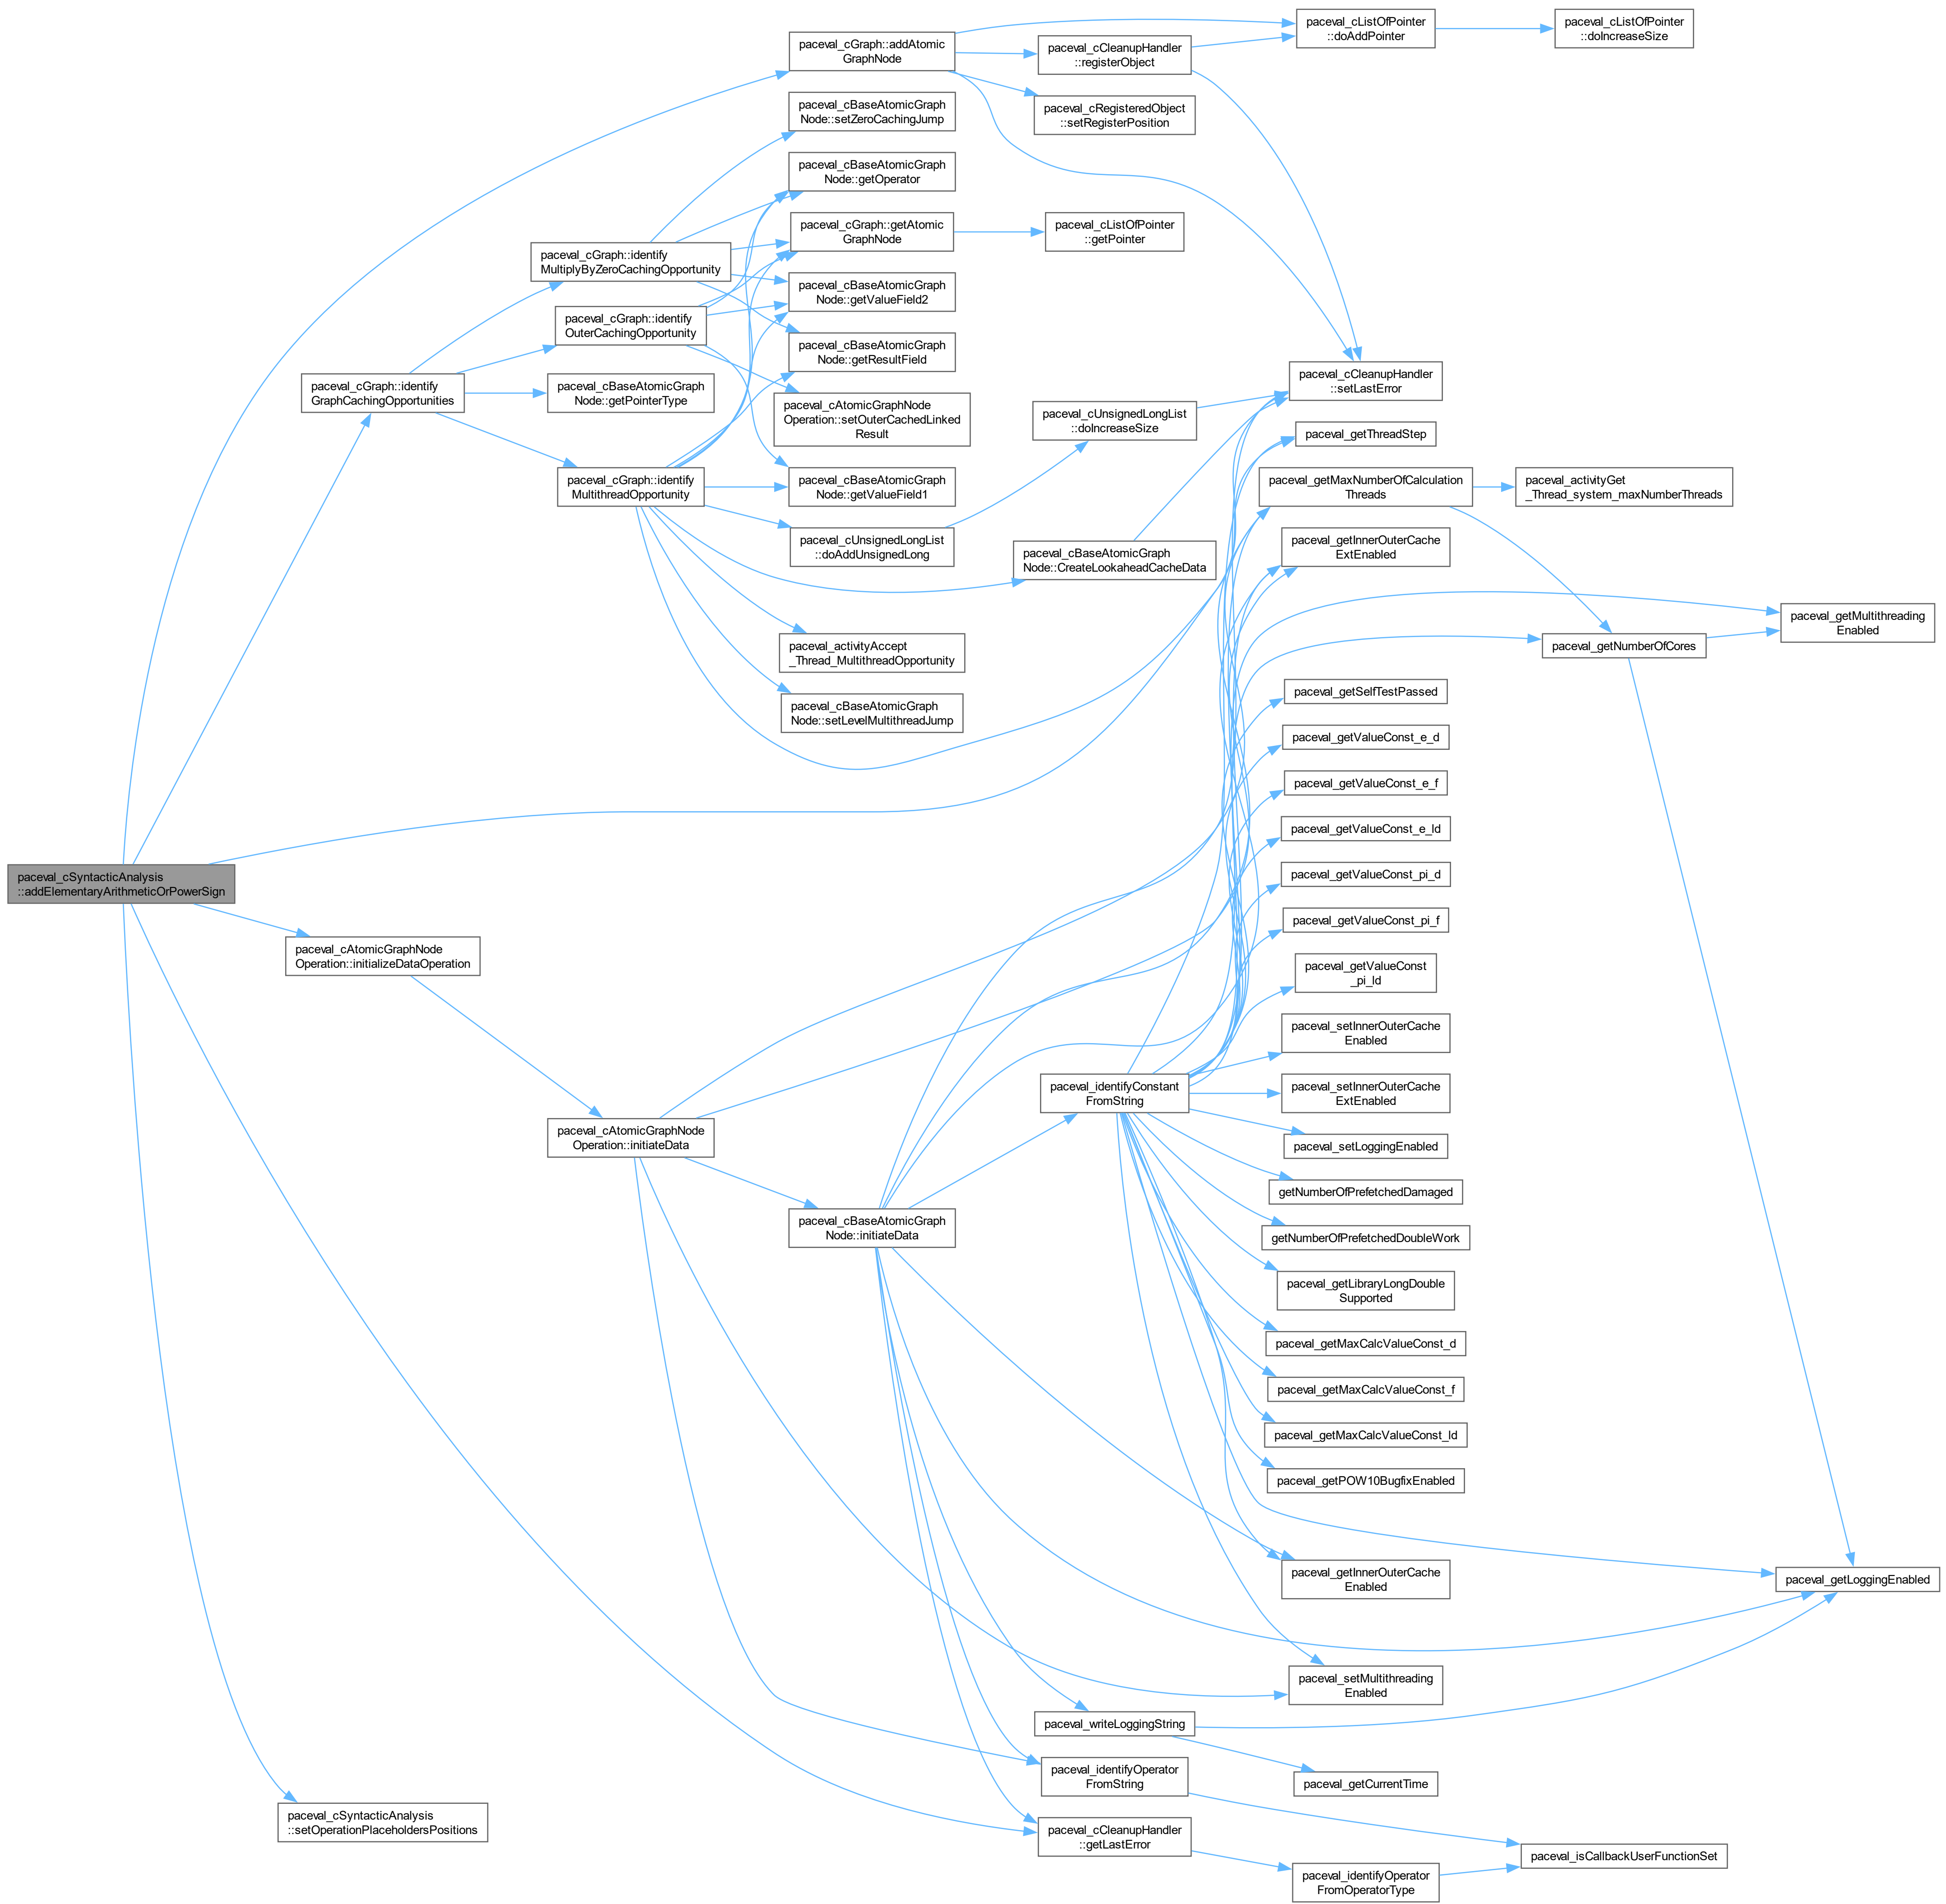 paceval_cSyntacticAnalysis
::addElementaryArithmeticOrPowerSign
paceval_cGraph::addAtomic
GraphNode
paceval_cGraph::identify
GraphCachingOpportunities
paceval_cAtomicGraphNode
Operation::initializeDataOperation
paceval_cSyntacticAnalysis
::setOperationPlaceholdersPositions
paceval_cGraph::identify
MultiplyByZeroCachingOpportunity
paceval_cGraph::identify
OuterCachingOpportunity
paceval_cBaseAtomicGraph
Node::getPointerType
paceval_cGraph::identify
MultithreadOpportunity
paceval_cAtomicGraphNode
Operation::initiateData
paceval_cBaseAtomicGraph
Node::setZeroCachingJump
paceval_cBaseAtomicGraph
Node::getOperator
paceval_cGraph::getAtomic
GraphNode
paceval_cBaseAtomicGraph
Node::getValueField2
paceval_cBaseAtomicGraph
Node::getResultField
paceval_cAtomicGraphNode
Operation::setOuterCachedLinked
Result
paceval_cBaseAtomicGraph
Node::getValueField1
paceval_cUnsignedLongList
::doAddUnsignedLong
paceval_activityAccept
_Thread_MultithreadOpportunity
paceval_cBaseAtomicGraph
Node::setLevelMultithreadJump
paceval_cBaseAtomicGraph
Node::initiateData
paceval_cCleanupHandler
::registerObject
paceval_cRegisteredObject
::setRegisterPosition
paceval_cListOfPointer
::getPointer
paceval_cUnsignedLongList
::doIncreaseSize
paceval_cBaseAtomicGraph
Node::CreateLookaheadCacheData
paceval_identifyConstant
FromString
paceval_writeLoggingString
paceval_identifyOperator
FromString
paceval_cCleanupHandler
::getLastError
paceval_cListOfPointer
::doAddPointer
paceval_cCleanupHandler
::setLastError
paceval_getThreadStep
paceval_getMaxNumberOfCalculation
Threads
paceval_getInnerOuterCache
ExtEnabled
paceval_getSelfTestPassed
paceval_getValueConst_e_d
paceval_getValueConst_e_f
paceval_getValueConst_e_ld
paceval_getValueConst_pi_d
paceval_getValueConst_pi_f
paceval_getValueConst
_pi_ld
paceval_setInnerOuterCache
Enabled
paceval_setInnerOuterCache
ExtEnabled
paceval_setLoggingEnabled
getNumberOfPrefetchedDamaged
getNumberOfPrefetchedDoubleWork
paceval_getLibraryLongDouble
Supported
paceval_getMaxCalcValueConst_d
paceval_getMaxCalcValueConst_f
paceval_getMaxCalcValueConst_ld
paceval_getPOW10BugfixEnabled
paceval_getInnerOuterCache
Enabled
paceval_setMultithreading
Enabled
paceval_getCurrentTime
paceval_identifyOperator
FromOperatorType
paceval_cListOfPointer
::doIncreaseSize
paceval_activityGet
_Thread_system_maxNumberThreads
paceval_getNumberOfCores
paceval_isCallbackUserFunctionSet
paceval_getMultithreading
Enabled
paceval_getLoggingEnabled